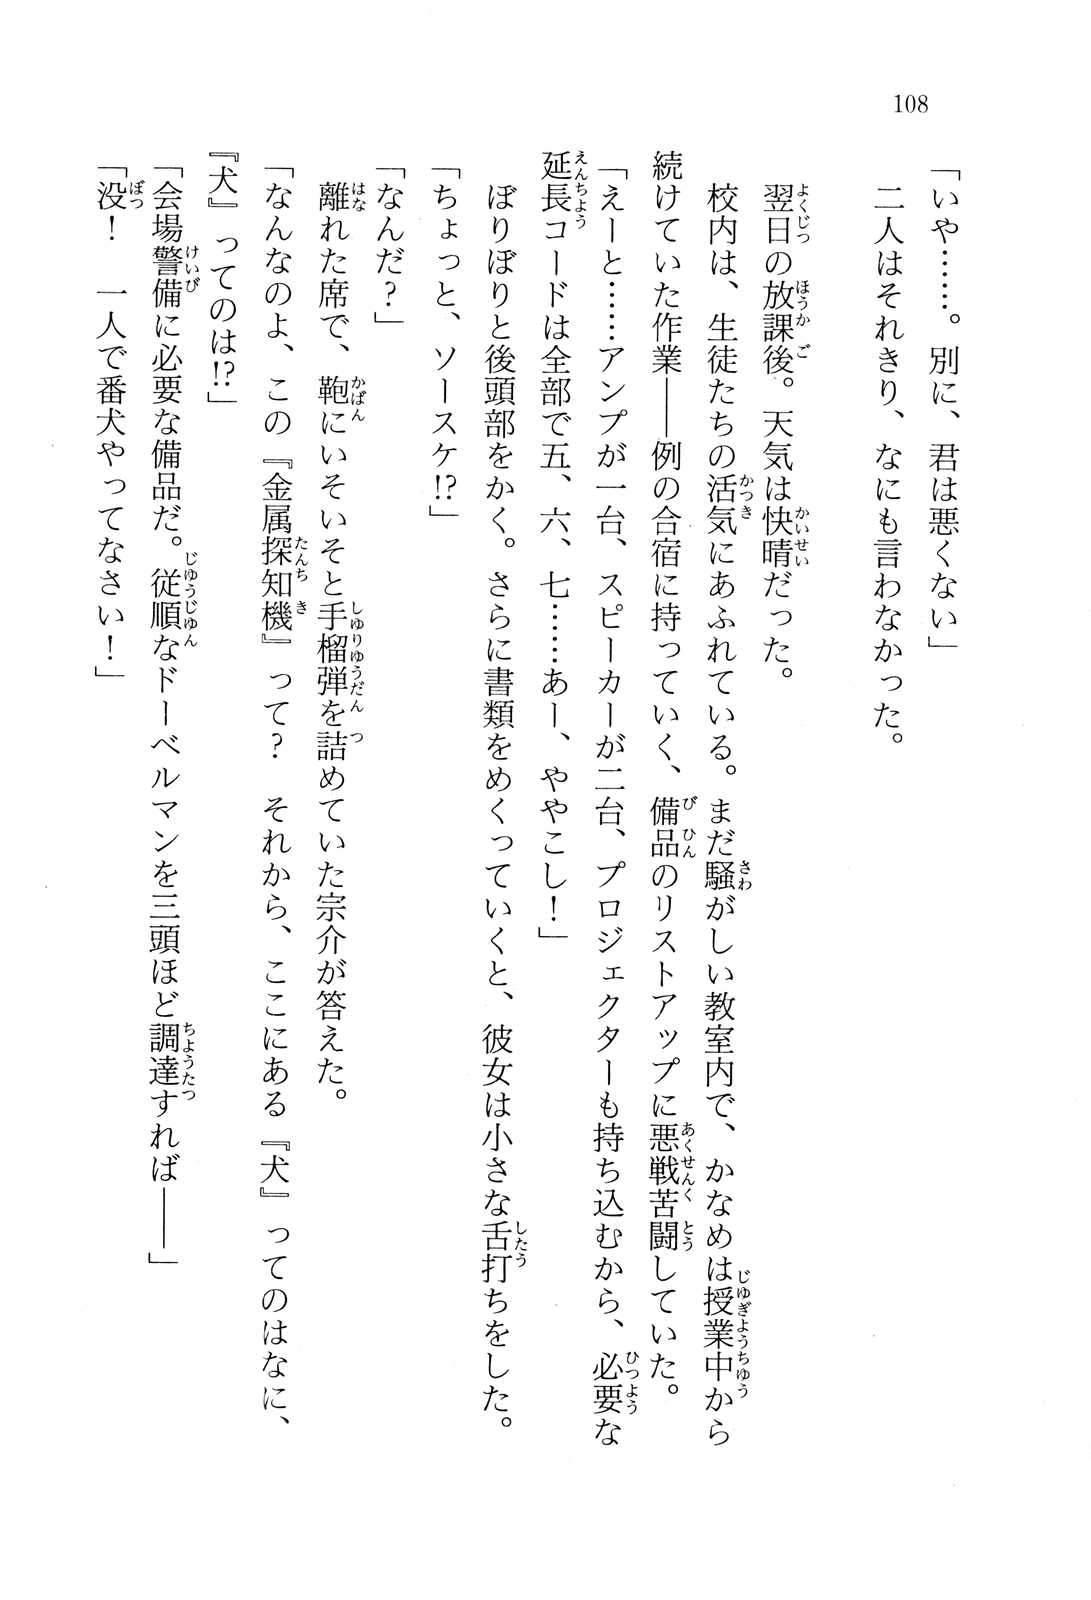 108
「いや……。別に、君は悪くない」
二人はそれきり、なにも言わなかった。
翌日の放課後。天気は快晴だった。
校内は、生徒たちの活気にあふれている。まだ騒がしい教室内で、かなめは授業中から
続けていた作業――例の合宿に持っていく、備品のリストアップに悪戦苦闘していた。
「えーと……アンプが一台、スピーカーが二台、プロジェクターも持ち込むから、必要な
延長コードは全部で五、六、七……あー、ややこし！」
ぼりぼりと後頭部をかく。さらに書類をめくっていくと、彼女は小さな舌打ちをした。
「ちょっと、ソースケ!?」
「なんだ？」
離れた席で、鞄にいそいそと手榴弾を詰めていた宗介が答えた。
「なんなのよ、この『金属探知機』って？　それから、ここにある『犬』ってのはなに、
『犬』ってのは!?」
「会場警備に必要な備品だ。従順なドーベルマンを三頭ほど調達すれば――」
「没！　一人で番犬やってなさい！」